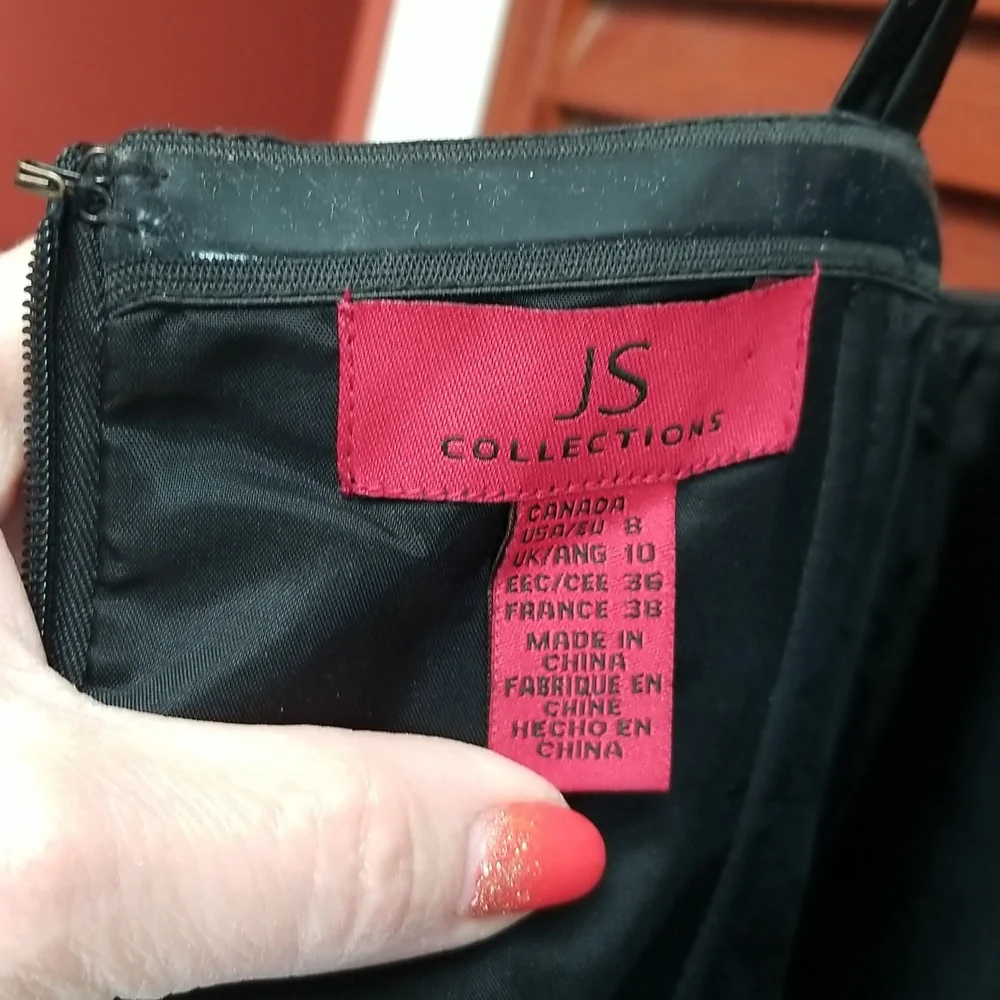 JS
COLLECTIONS
CANADA
USA/EU 8
UK/ANG 10
EEC/CEE 36
FRANCE 38
MADE IN
CHINA
FABRIQUE EN
CHINE
HECHO EN
CHINA